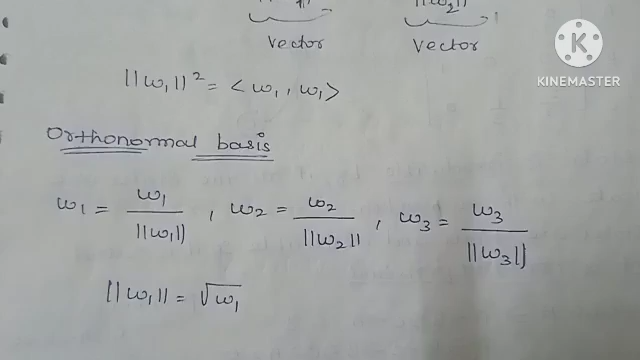 ||w₂||
vector vector
K
KINEMASTER
||w₁||² = < w₁, w₁>
Orthonormal basis
w₁ = w₁ / ||w₁|| , w₂ = w₂ / ||w₂|| , w₃ = w₃ / ||w₃||
||w₁|| = √w₁